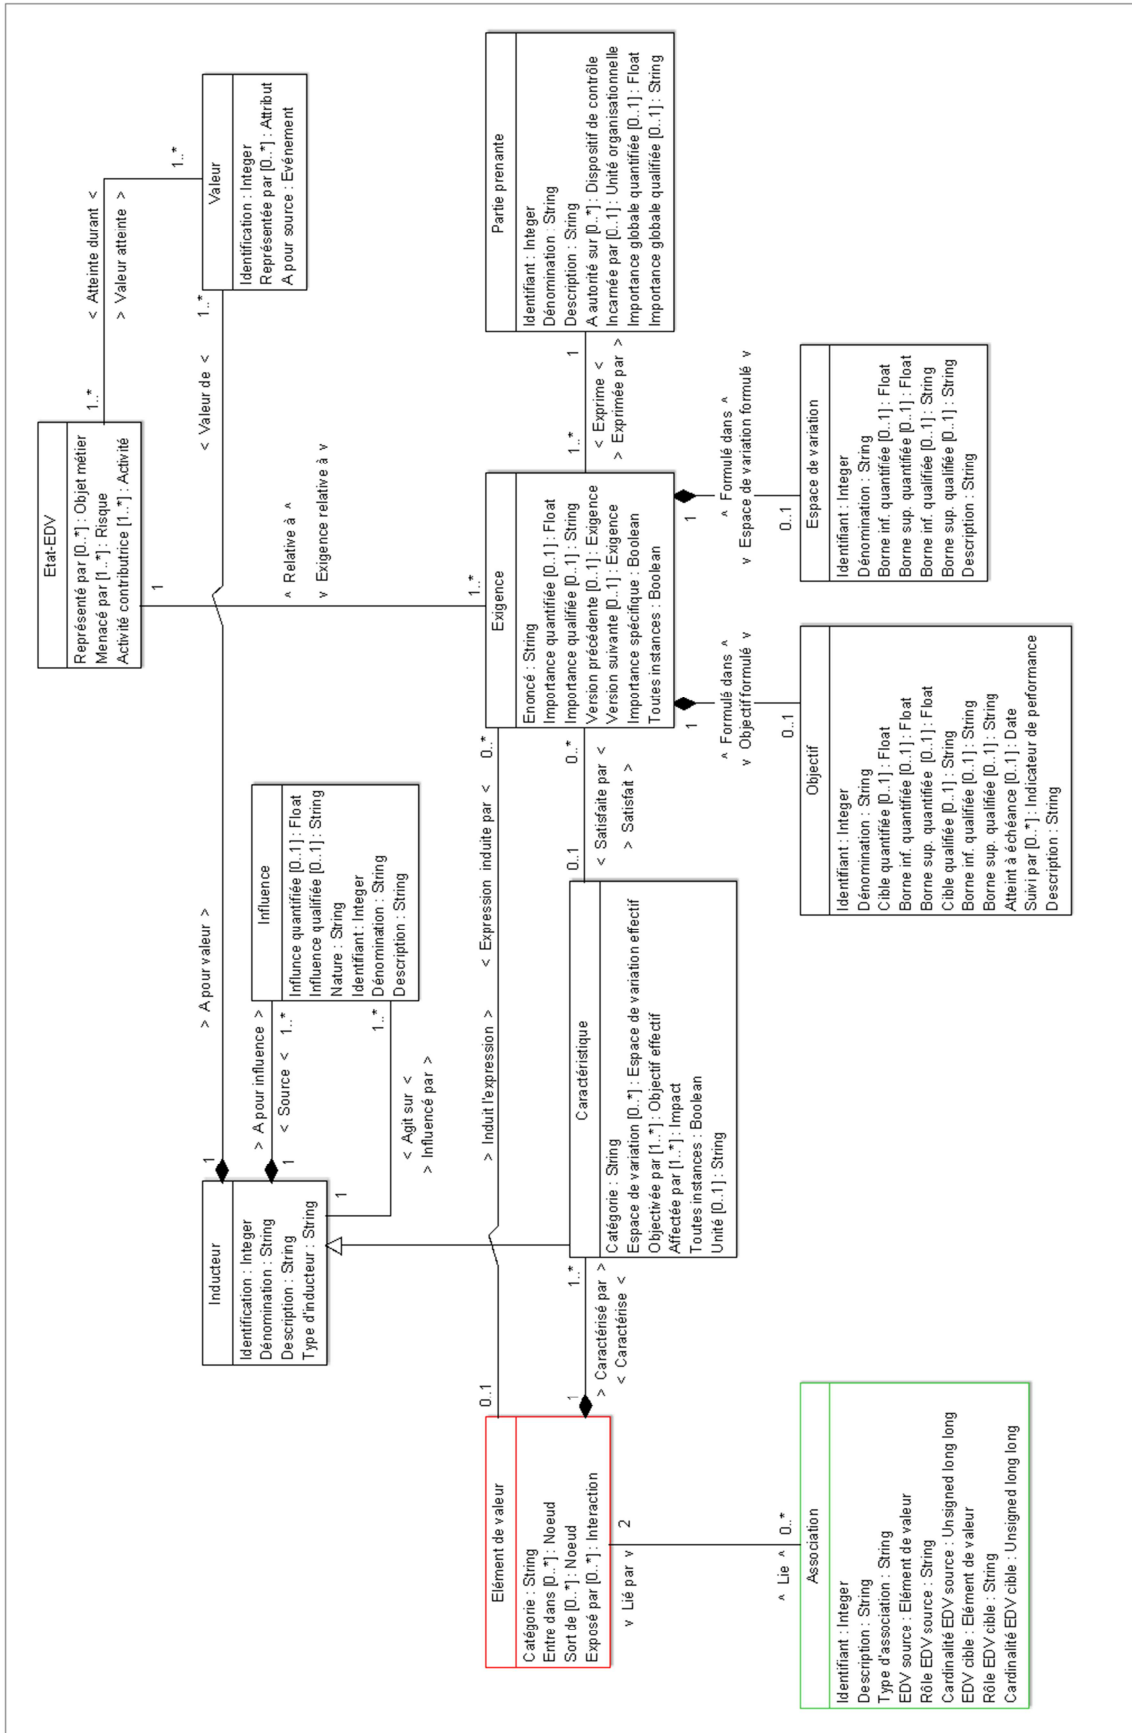 Etat-EDV
Représenté par [0..*] : Objet métier
Menacé par [1..*] : Risque
Activité contributrice [1..*] : Activité
1..*
< Atteinte durant <
> Valeur atteinte >
1..*
Valeur
Identification : Integer
Représentée par [0..*] : Attribut
A pour source : Evénement
1..*
< Valeur de <
> A pour valeur >
1
1
^ Relative à ^
v Exigence relative à v
1..*
Inducteur
Identification : Integer
Dénomination : String
Description : String
Type d'inducteur : String
> A pour influence >
< Source <
1
1..*
Influence
Influnce quantifiée [0..1] : Float
Influence qualifiée [0..1] : String
Nature : String
Identifiant : Integer
Dénomination : String
Description : String
1..*
1
< Agit sur <
> Influencé par >
0..1
> Induit l'expression >
< Expression induite par <
0..*
Elément de valeur
Catégorie : String
Entre dans [0..*] : Noeud
Sort de [0..*] : Noeud
Exposé par [0..*] : Interaction
1
> Caractérisé par >
< Caractérise <
1..*
Caractéristique
Catégorie : String
Espace de variation [0..*] : Espace de variation effectif
Objectivée par [1..*] : Objectif effectif
Affectée par [1..*] : Impact
Toutes instances : Boolean
Unité [0..1] : String
0..1
< Satisfaite par <
> Satisfait >
0..*
Exigence
Enoncé : String
Importance quantifiée [0..1] : Float
Importance qualifiée [0..1] : String
Version précédente [0..1] : Exigence
Version suivante [0..1] : Exigence
Importance spécifique : Boolean
Toutes instances : Boolean
1..*
< Exprime <
> Exprimée par >
1
Partie prenante
Identifiant : Integer
Dénomination : String
Description : String
A autorité sur [0..*] : Dispositif de contrôle
Incarnée par [0..1] : Unité organisationnelle
Importance globale quantifiée [0..1] : Float
Importance globale qualifiée [0..1] : String
2
v Lié par v
^ Lie ^
0..*
Association
Identifiant : Integer
Description : String
Type d'association : String
EDV source : Elément de valeur
Rôle EDV source : String
Cardinalité EDV source : Unsigned long long
EDV cible : Elément de valeur
Rôle EDV cible : String
Cardinalité EDV cible : Unsigned long long
1
^ Formulé dans ^
v Objectif formulé v
0..1
Objectif
Identifiant : Integer
Dénomination : String
Cible quantifiée [0..1] : Float
Borne inf. quantifiée [0..1] : Float
Borne sup. quantifiée [0..1] : Float
Cible qualifiée [0..1] : String
Borne inf. qualifiée [0..1] : String
Borne sup. qualifiée [0..1] : String
Atteint à échéance [0..1] : Date
Suivi par [0..*] : Indicateur de performance
Description : String
1
^ Formulé dans ^
v Espace de variation formulé v
0..1
Espace de variation
Identifiant : Integer
Dénomination : String
Borne inf. quantifiée [0..1] : Float
Borne sup. quantifiée [0..1] : Float
Borne inf. qualifiée [0..1] : String
Borne sup. qualifiée [0..1] : String
Description : String